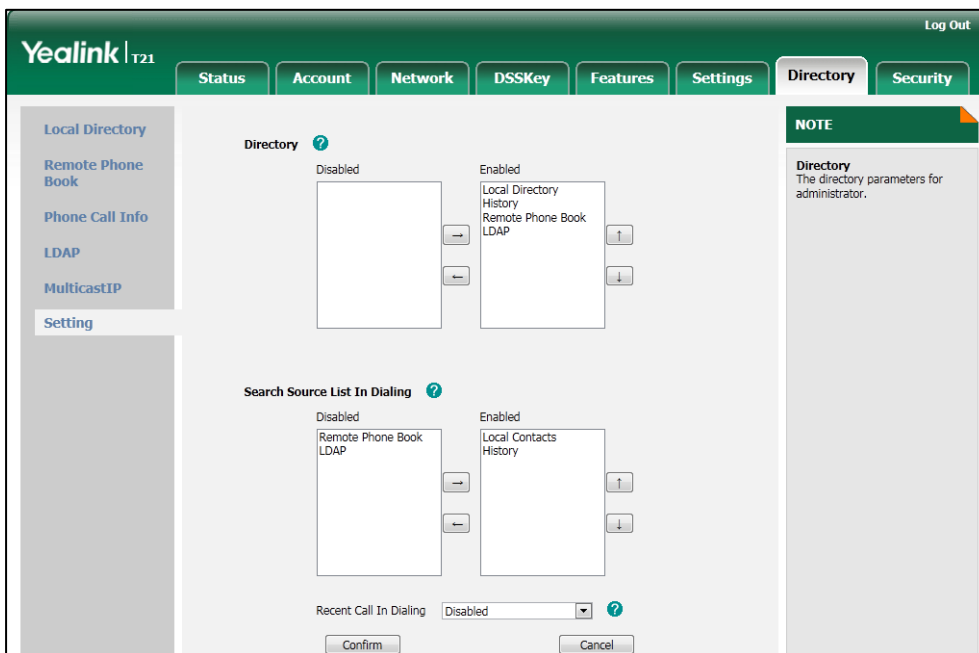 Log Out
Yealink T21
Status Account Network DSSKey Features Settings Directory Security
Local Directory
Remote Phone
Book
Phone Call Info
LDAP
MulticastIP
Setting
Directory ?
Disabled Enabled
Local Directory
History
Remote Phone Book
LDAP
→ ↑
← ↓
Search Source List In Dialing ?
Disabled Enabled
Remote Phone Book
LDAP
Local Contacts
History
→ ↑
← ↓
Recent Call In Dialing Disabled ?
Confirm Cancel
NOTE
Directory
The directory parameters for
administrator.